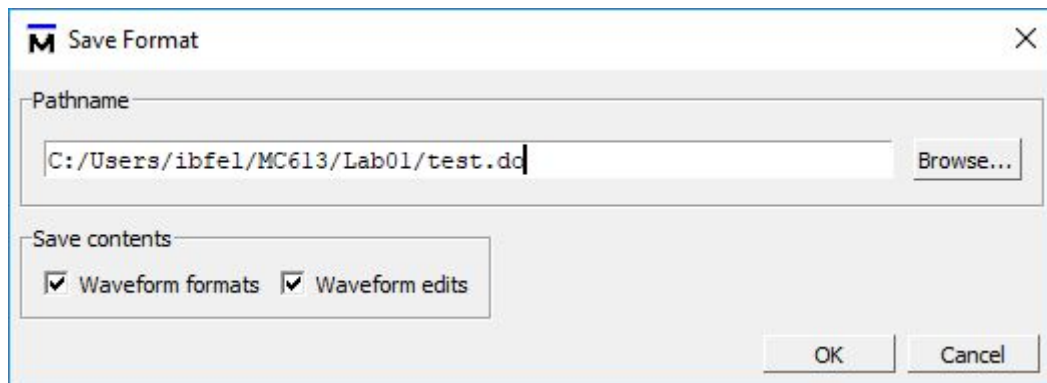 Save Format
Pathname
C:/Users/ibfel/MC613/Lab01/test.do
Browse...
Save contents
Waveform formats Waveform edits
OK Cancel